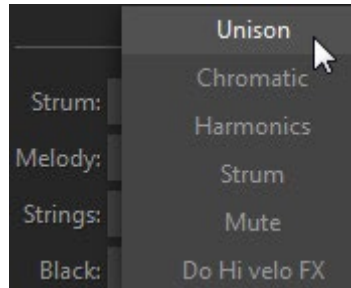 Unison
Chromatic
Strum:
Harmonics
Melody:
Strum
Strings:
Mute
Black:
Do Hi velo FX